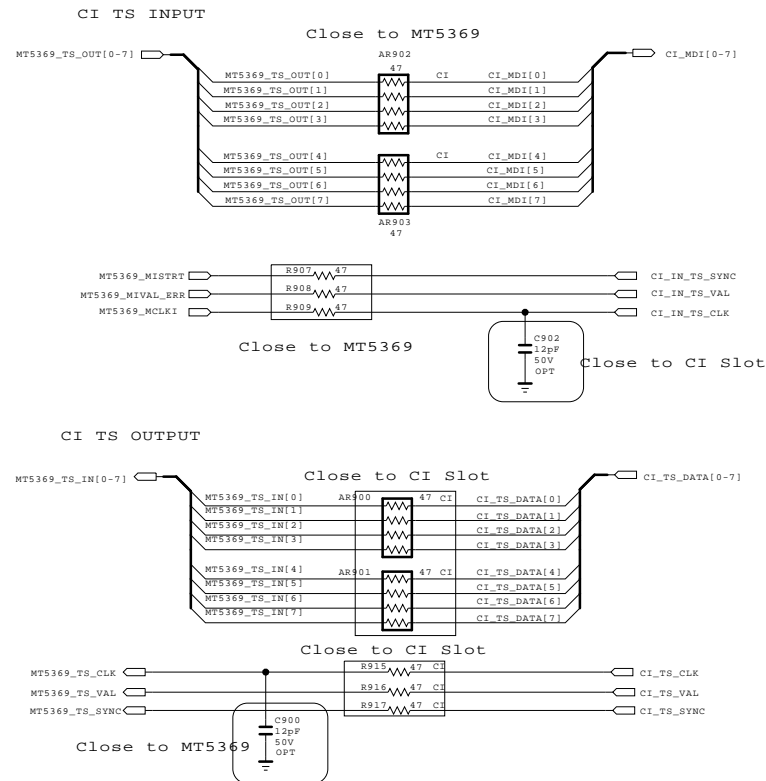 CI TS INPUT
Close to MT5369
MT5369_TS_OUT[0-7]
AR902
47
CI_MDI[0-7]
MT5369_TS_OUT[0] CI CI_MDI[0]
MT5369_TS_OUT[1] CI_MDI[1]
MT5369_TS_OUT[2] CI_MDI[2]
MT5369_TS_OUT[3] CI_MDI[3]
MT5369_TS_OUT[4] CI CI_MDI[4]
MT5369_TS_OUT[5] CI_MDI[5]
MT5369_TS_OUT[6] CI_MDI[6]
MT5369_TS_OUT[7] CI_MDI[7]
AR903
47
MT5369_MISTRT R907 47 CI_IN_TS_SYNC
MT5369_MIVAL_ERR R908 47 CI_IN_TS_VAL
MT5369_MCLKI R909 47 CI_IN_TS_CLK
Close to MT5369
C902
12pF
50V
OPT
Close to CI Slot
CI TS OUTPUT
Close to CI Slot
MT5369_TS_IN[0-7] CI_TS_DATA[0-7]
MT5369_TS_IN[0] AR900 47 CI CI_TS_DATA[0]
MT5369_TS_IN[1] CI_TS_DATA[1]
MT5369_TS_IN[2] CI_TS_DATA[2]
MT5369_TS_IN[3] CI_TS_DATA[3]
MT5369_TS_IN[4] AR901 47 CI CI_TS_DATA[4]
MT5369_TS_IN[5] CI_TS_DATA[5]
MT5369_TS_IN[6] CI_TS_DATA[6]
MT5369_TS_IN[7] CI_TS_DATA[7]
Close to CI Slot
MT5369_TS_CLK R915 47 CI CI_TS_CLK
MT5369_TS_VAL R916 47 CI CI_TS_VAL
MT5369_TS_SYNC R917 47 CI CI_TS_SYNC
C900
12pF
50V
OPT
Close to MT5369